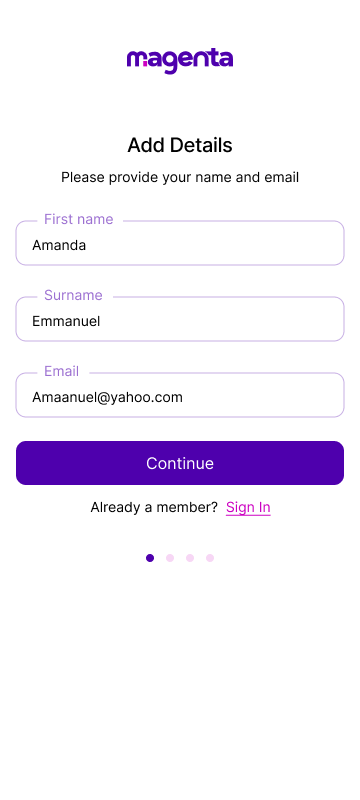 magenta
Add Details
Please provide your name and email
First name
Amanda
Surname
Emmanuel
Email
Amaanuel@yahoo.com
Continue
Already a member? Sign In